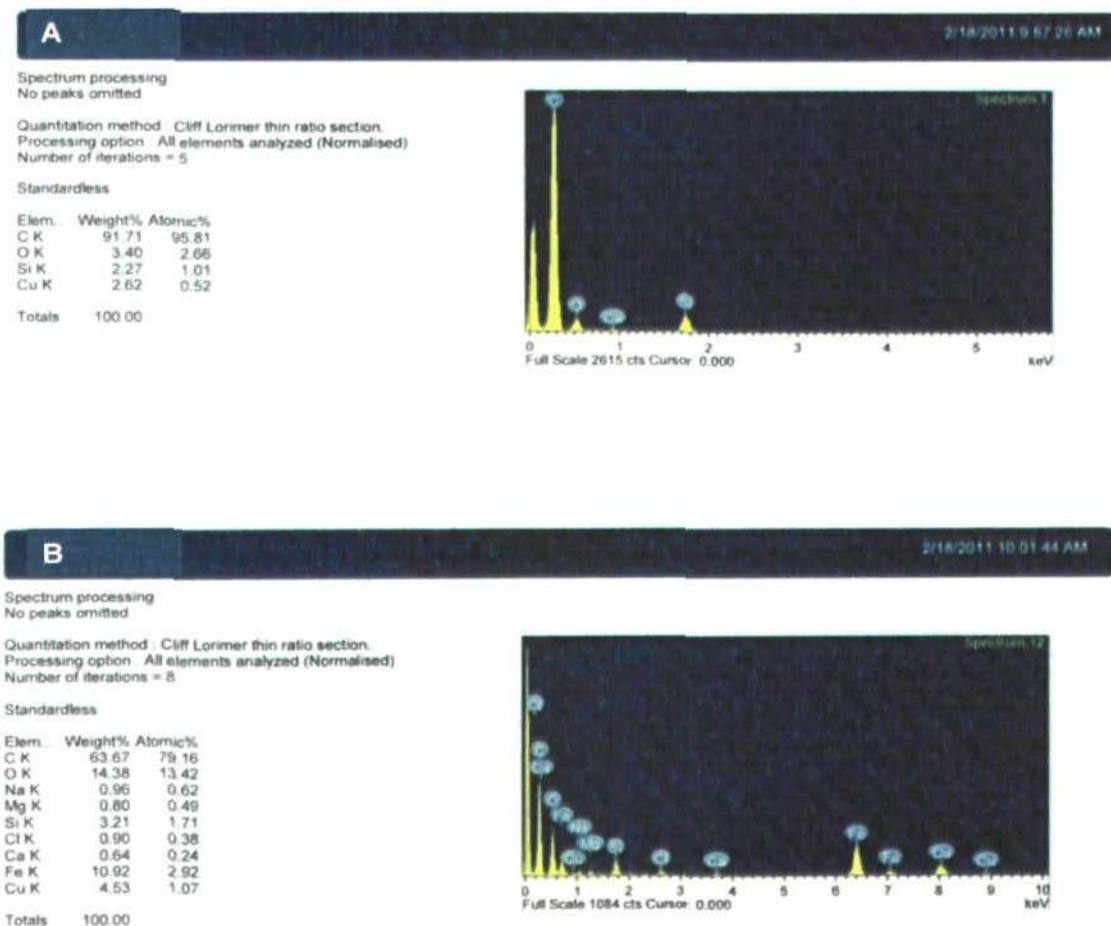 A
2/18/2011 9:57:26 AM
Spectrum processing
No peaks omitted
Quantitation method : Cliff Lorimer thin ratio section.
Processing option : All elements analyzed (Normalised)
Number of iterations = 5
Standardless
Elem... Weight% Atomic%
C K 91.71 95.81
O K 3.40 2.66
Si K 2.27 1.01
Cu K 2.62 0.52
Totals 100.00
Spectrum 1
0 1 2 3 4 5
Full Scale 2615 cts Cursor: 0.000 keV
B
2/18/2011 10:01:44 AM
Spectrum processing
No peaks omitted
Quantitation method : Cliff Lorimer thin ratio section.
Processing option : All elements analyzed (Normalised)
Number of iterations = 8
Standardless
Elem... Weight% Atomic%
C K 63.67 79.16
O K 14.38 13.42
Na K 0.96 0.62
Mg K 0.80 0.49
Si K 3.21 1.71
Cl K 0.90 0.38
Ca K 0.64 0.24
Fe K 10.92 2.92
Cu K 4.53 1.07
Totals 100.00
Spectrum 12
Mg
Cu
0 1 2 3 4 5 6 7 8 9 10
Full Scale 1084 cts Cursor: 0.000 keV